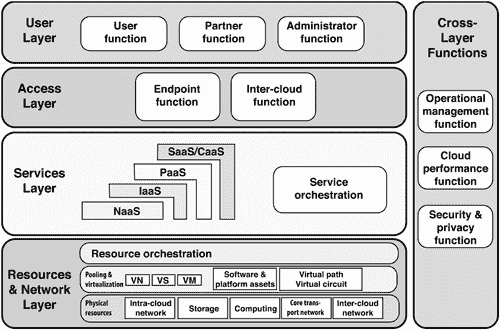 User
Layer
User
function
Partner
function
Administrator
function
Access
Layer
Endpoint
function
Inter-cloud
function
Services
Layer
SaaS/CaaS
PaaS
IaaS
NaaS
Service
orchestration
Resources
& Network
Layer
Resource orchestration
Pooling &
virtualization
VN
VS
VM
Software &
platform assets
Virtual path
Virtual circuit
Physical
resources
Intra-cloud
network
Storage
Computing
Core trans-
port network
Inter-cloud
network
Cross-
Layer
Functions
Operational
management
function
Cloud
performance
function
Security &
privacy
function